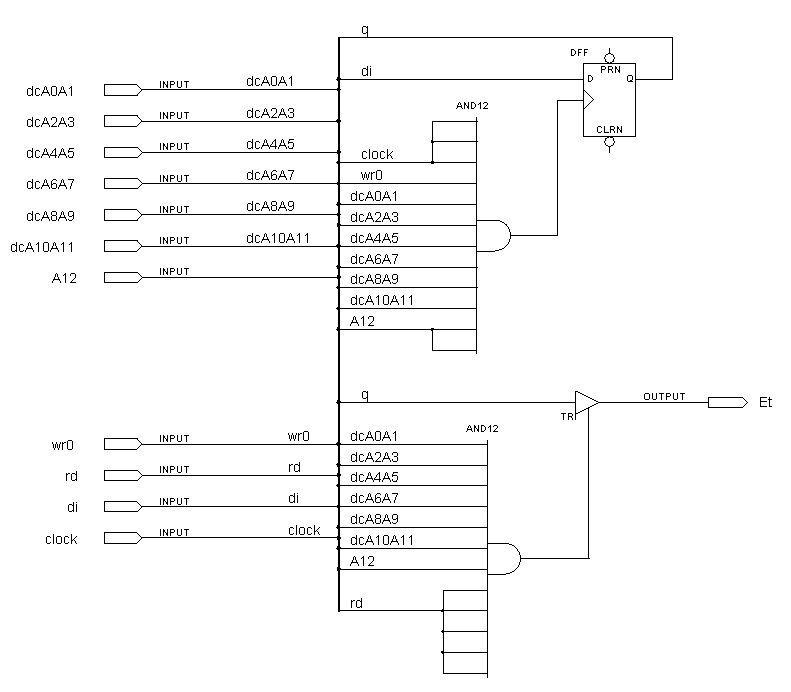 q
DFF
PRN
di
D
Q
dcA0A1
INPUT
dcA0A1
AND12
dcA2A3
INPUT
dcA2A3
CLRN
dcA4A5
INPUT
dcA4A5
clock
dcA6A7
INPUT
dcA6A7
wr0
dcA0A1
dcA8A9
INPUT
dcA8A9
dcA2A3
dcA10A11
INPUT
dcA10A11
dcA4A5
dcA6A7
A12
INPUT
dcA8A9
dcA10A11
A12
q
OUTPUT
Et
TRI
AND12
wr0
INPUT
wr0
dcA0A1
dcA2A3
rd
INPUT
rd
dcA4A5
di
INPUT
di
dcA6A7
dcA8A9
clock
INPUT
clock
dcA10A11
A12
rd